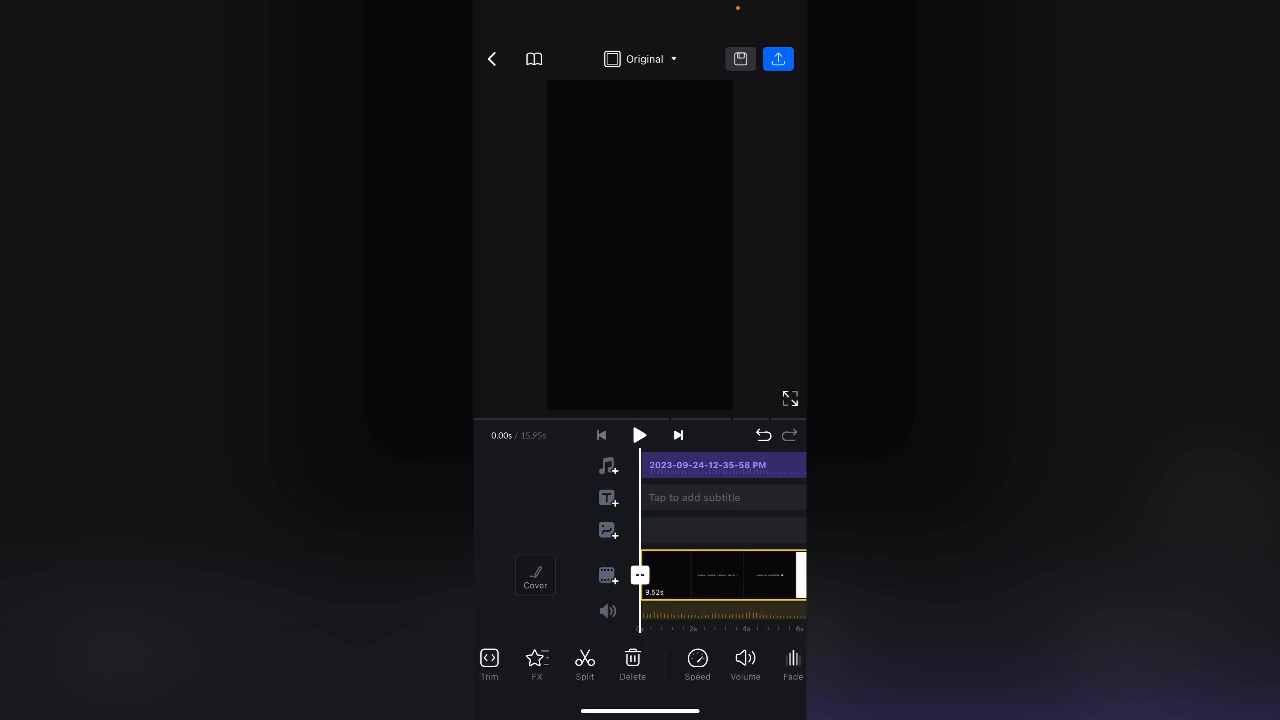 Original
0.00s / 15.95s
2023-09-24-12-35-58 PM
Tap to add subtitle
Cover
9.52s
2s 4s 6s
Trim FX Split Delete Speed Volume Fade